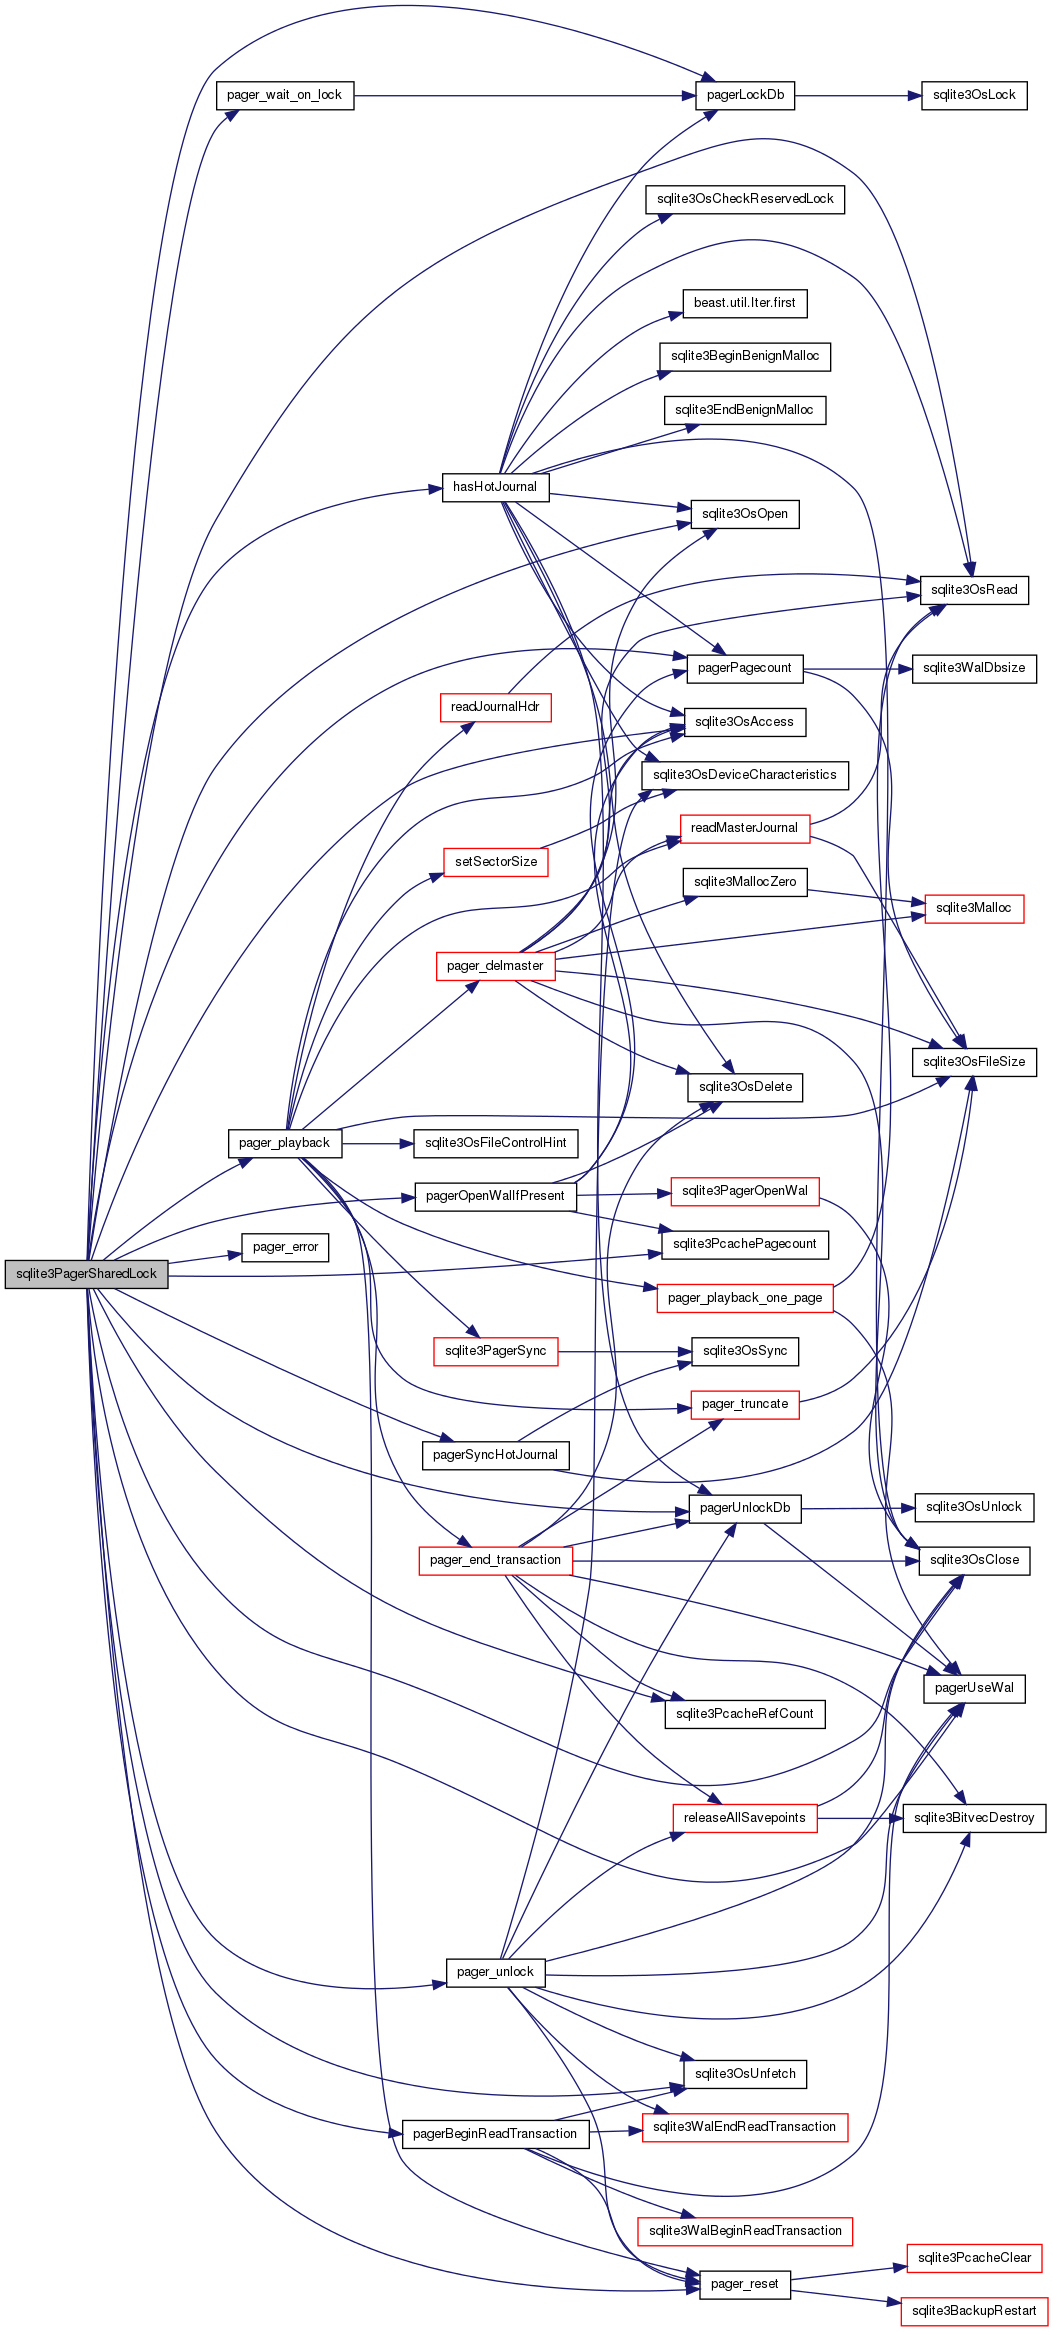 pager_wait_on_lock
pagerLockDb
sqlite3OsLock
sqlite3OsCheckReservedLock
beast.util.Iter.first
sqlite3BeginBenignMalloc
sqlite3EndBenignMalloc
hasHotJournal
sqlite3OsOpen
sqlite3OsRead
pagerPagecount
sqlite3WalDbsize
readJournalHdr
sqlite3OsAccess
sqlite3OsDeviceCharacteristics
readMasterJournal
setSectorSize
sqlite3MallocZero
sqlite3Malloc
pager_delmaster
sqlite3OsFileSize
sqlite3OsDelete
pager_playback
sqlite3OsFileControlHint
pagerOpenWalIfPresent
sqlite3PagerOpenWal
pager_error
sqlite3PcachePagecount
sqlite3PagerSharedLock
pager_playback_one_page
sqlite3PagerSync
sqlite3OsSync
pager_truncate
pagerSyncHotJournal
pagerUnlockDb
sqlite3OsUnlock
pager_end_transaction
sqlite3OsClose
pagerUseWal
sqlite3PcacheRefCount
releaseAllSavepoints
sqlite3BitvecDestroy
pager_unlock
sqlite3OsUnfetch
pagerBeginReadTransaction
sqlite3WalEndReadTransaction
sqlite3WalBeginReadTransaction
sqlite3PcacheClear
pager_reset
sqlite3BackupRestart